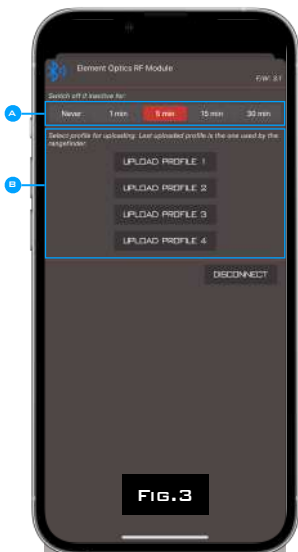 Element Optics RF Module
F/W: 3.1
Switch off if inactive for:
A
Never 1 min 5 min 15 min 30 min
Select profile for uploading. Last uploaded profile is the one used by the
rangefinder.
UPLOAD PROFILE 1
B
UPLOAD PROFILE 2
UPLOAD PROFILE 3
UPLOAD PROFILE 4
DISCONNECT
Fig.3